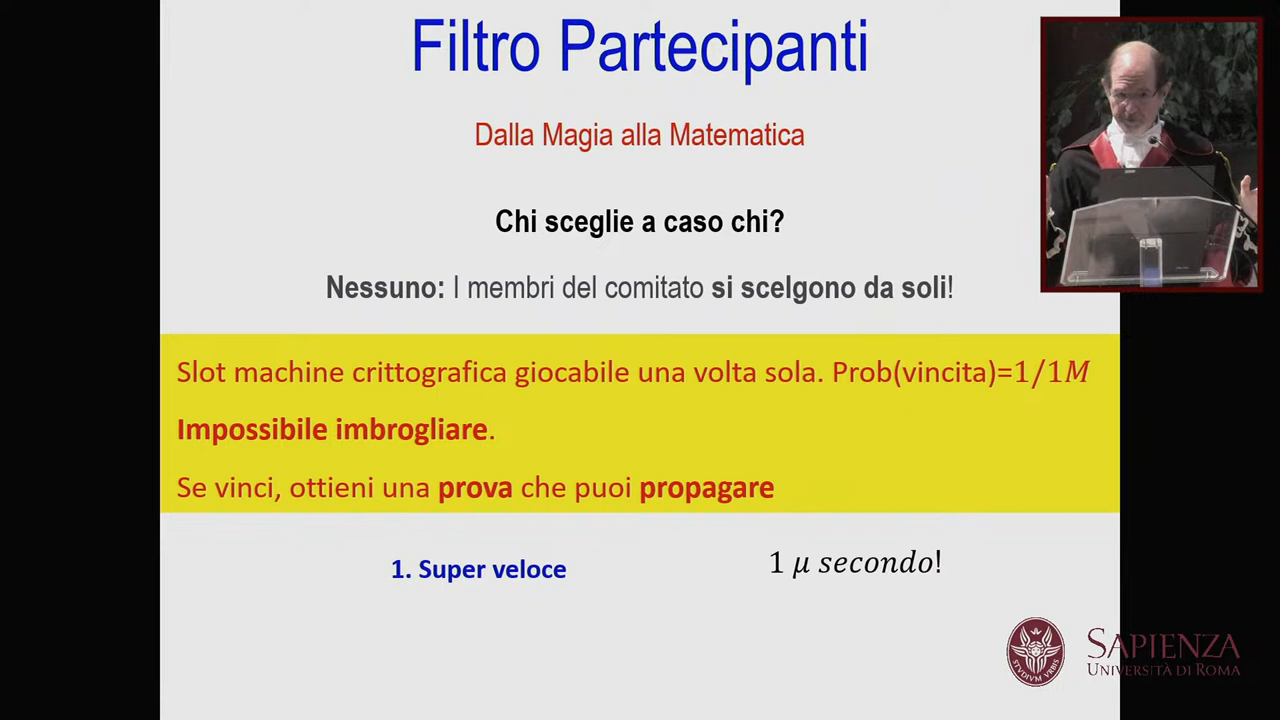 Filtro Partecipanti
Dalla Magia alla Matematica
Chi sceglie a caso chi?
Nessuno: I membri del comitato si scelgono da soli!
Slot machine crittografica giocabile una volta sola. Prob(vincita)=1/1M
Impossibile imbrogliare.
Se vinci, ottieni una prova che puoi propagare
1. Super veloce
1 μ secondo!
STVDIVM VRBIS
SAPIENZA
UNIVERSITÀ DI ROMA